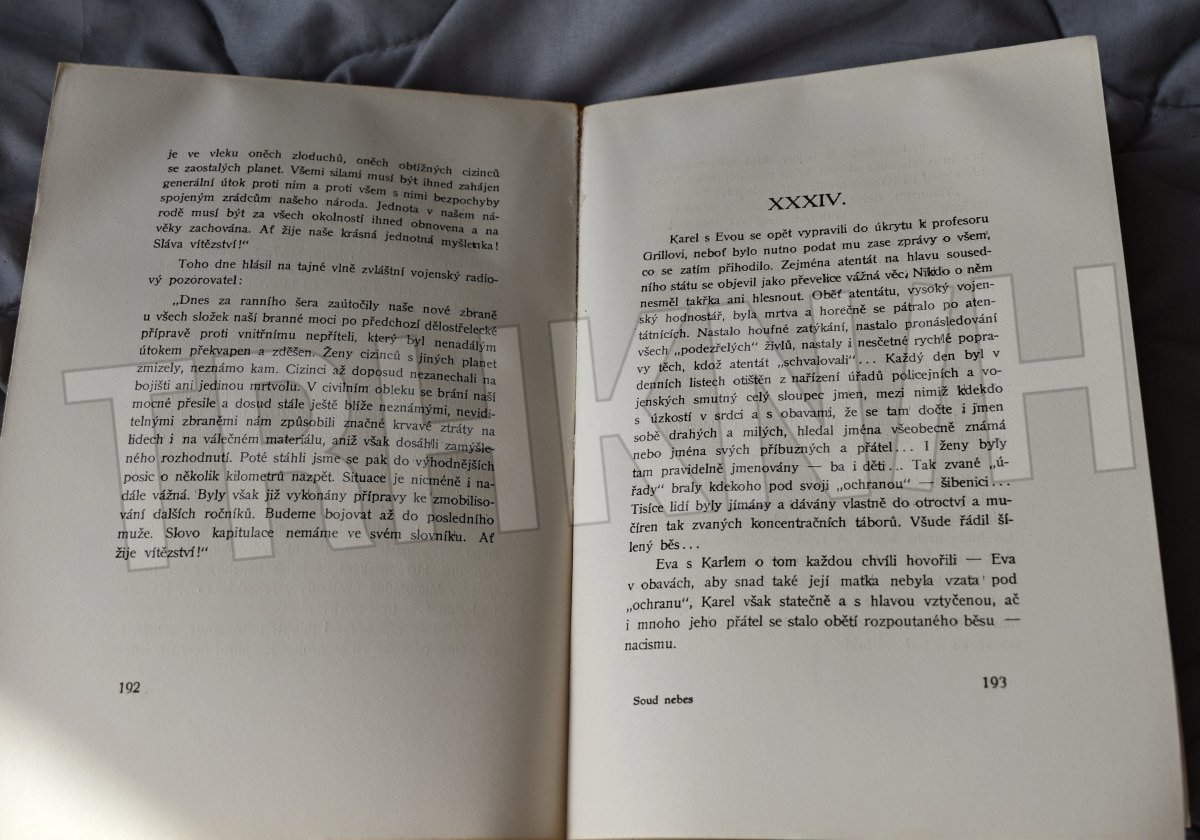 je ve vleku oněch zloduchů, oněch obtížných cizinců
se zaostalých planet. Všemi silami musí být ihned zahájen
generální útok proti nim a proti všem s nimi bezpochyby
spojeným zrádcům našeho národa. Jednota v našem ná-
rodě musí být za všech okolností ihned obnovena a na
věky zachována. Ať žije naše krásná jednotná myšlenka!
Sláva vítězství!"
Toho dne hlásil na tajné vlně zvláštní vojenský radio-
vý pozorovatel:
„Dnes za ranního šera zaútočily naše nové zbraně
u všech složek naší branné moci po předchozí dělostřelecké
přípravě proti vnitřnímu nepříteli, který byl nenadálým
útokem překvapen a zděšen. Ženy cizinců s jiných planet
zmizely, neznámo kam. Cizinci až doposud nezanechali na
bojišti ani jedinou mrtvolu. V civilním obleku se brání naší
mocné přesile a dosud stále ještě blíže neznámými, nevidi-
telnými zbraněmi nám způsobili značné krvavé ztráty na
lidech i na válečném materiálu, aniž však dosáhli zamýšle-
ného rozhodnutí. Poté stáhli jsme se pak do výhodnějších
posic o několik kilometrů nazpět. Situace je nicméně i na-
dále vážná. Byly však již vykonány přípravy ke zmobiliso-
vání dalších ročníků. Budeme bojovat až do posledního
muže. Slovo kapitulace nemáme ve svém slovníku. Ať
žije vítězství!"
192
XXXIV.
Karel s Evou se opět vypravili do úkrytu k profesoru
Grillovi, neboť bylo nutno podat mu zase zprávy o všem,
co se zatím přihodilo. Zejména atentát na hlavu soused-
ního státu se objevil jako převelice vážná věc. Nikdo o něm
nesměl takřka ani hlesnout. Oběť atentátu, vysoký vojen-
ský hodnostář, byla mrtva a horečně se pátralo po aten-
tátnících. Nastalo houfné zatýkání, nastalo pronásledování
všech „podezřelých" živlů, nastaly i nesčetné rychlé popra-
vy těch, kdož atentát „schvalovali"... Každý den byl v
denních listech otištěn z nařízení úřadů policejních a vo-
jenských smutný celý sloupec jmen, mezi nimiž kdekdo
s úzkostí v srdci a s obavami, že se tam dočte i jmen
sobě drahých a milých, hledal jména všeobecně známá
nebo jména svých příbuzných a přátel... I ženy byly
tam pravidelně jmenovány — ba i děti... Tak zvané „ú-
řady" braly kdekoho pod svoji „ochranou" — šibenici...
Tisíce lidí byly jímány a dávány vlastně do otroctví a mu-
číren tak zvaných koncentračních táborů. Všude řádil ší-
lený běs...
Eva s Karlem o tom každou chvíli hovořili — Eva
v obavách, aby snad také její matka nebyla vzata pod
„ochranu", Karel však statečně a s hlavou vztyčenou, ač
i mnoho jeho přátel se stalo obětí rozpoutaného běsu —
nacismu.
Soud nebes
193
TRHKNIH